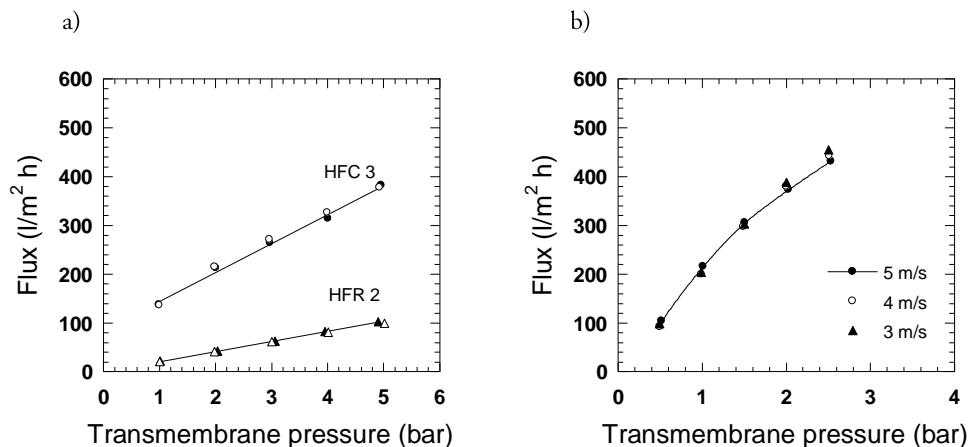 a)
b)
600
500
400
300
200
100
0
Flux (l/m² h)
HFC 3
HFR 2
0 1 2 3 4 5 6
Transmembrane pressure (bar)
600
500
400
300
200
100
0
Flux (l/m² h)
5 m/s
4 m/s
3 m/s
0 1 2 3 4
Transmembrane pressure (bar)